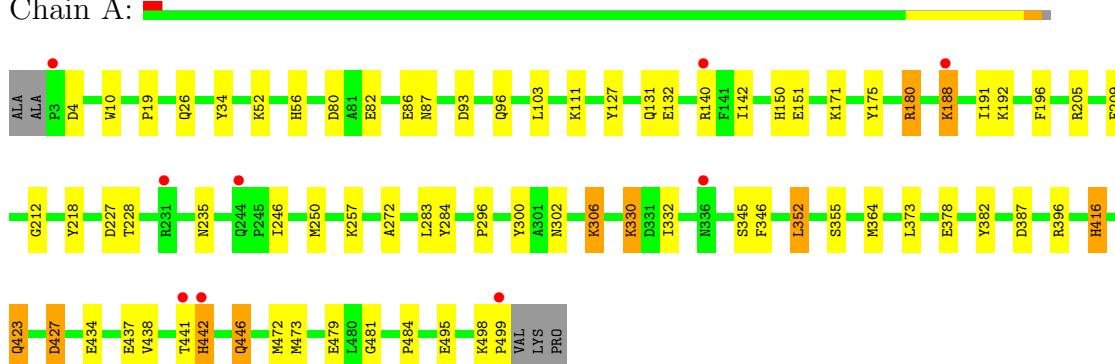 Chain A:
ALA ALA P3 D4 W10 P19 Q26 Y34 K52 H56 D80 A81 E82 E86 N87 D93 Q96 L103 K111 Y127 Q131 E132 R140 F141 I142 H150 E151 K171 Y175 R180 K188 I191 K192 F196 R205
G212 Y218 D227 T228 R231 N235 Q244 P245 I246 M250 K257 A272 L283 Y284 P296 Y300 A301 N302 K306 K330 D331 I332 N336 S345 F346 L352 S355 M364 L373 E378 Y382 D387 R396 H416
Q423 D427 E434 E437 V438 T441 H442 Q446 M472 M473 E479 L480 G481 P484 E495 K498 P499 VAL LYS PRO